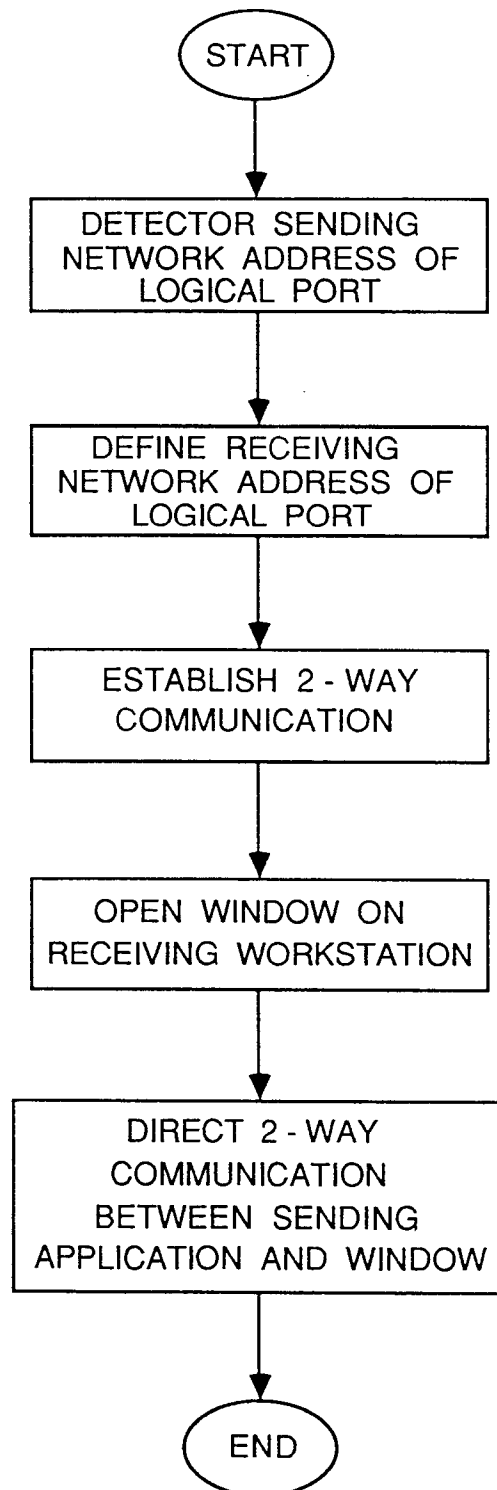 START
DETECTOR SENDING
NETWORK ADDRESS OF
LOGICAL PORT
DEFINE RECEIVING
NETWORK ADDRESS OF
LOGICAL PORT
ESTABLISH 2 - WAY
COMMUNICATION
OPEN WINDOW ON
RECEIVING WORKSTATION
DIRECT 2 - WAY
COMMUNICATION
BETWEEN SENDING
APPLICATION AND WINDOW
END